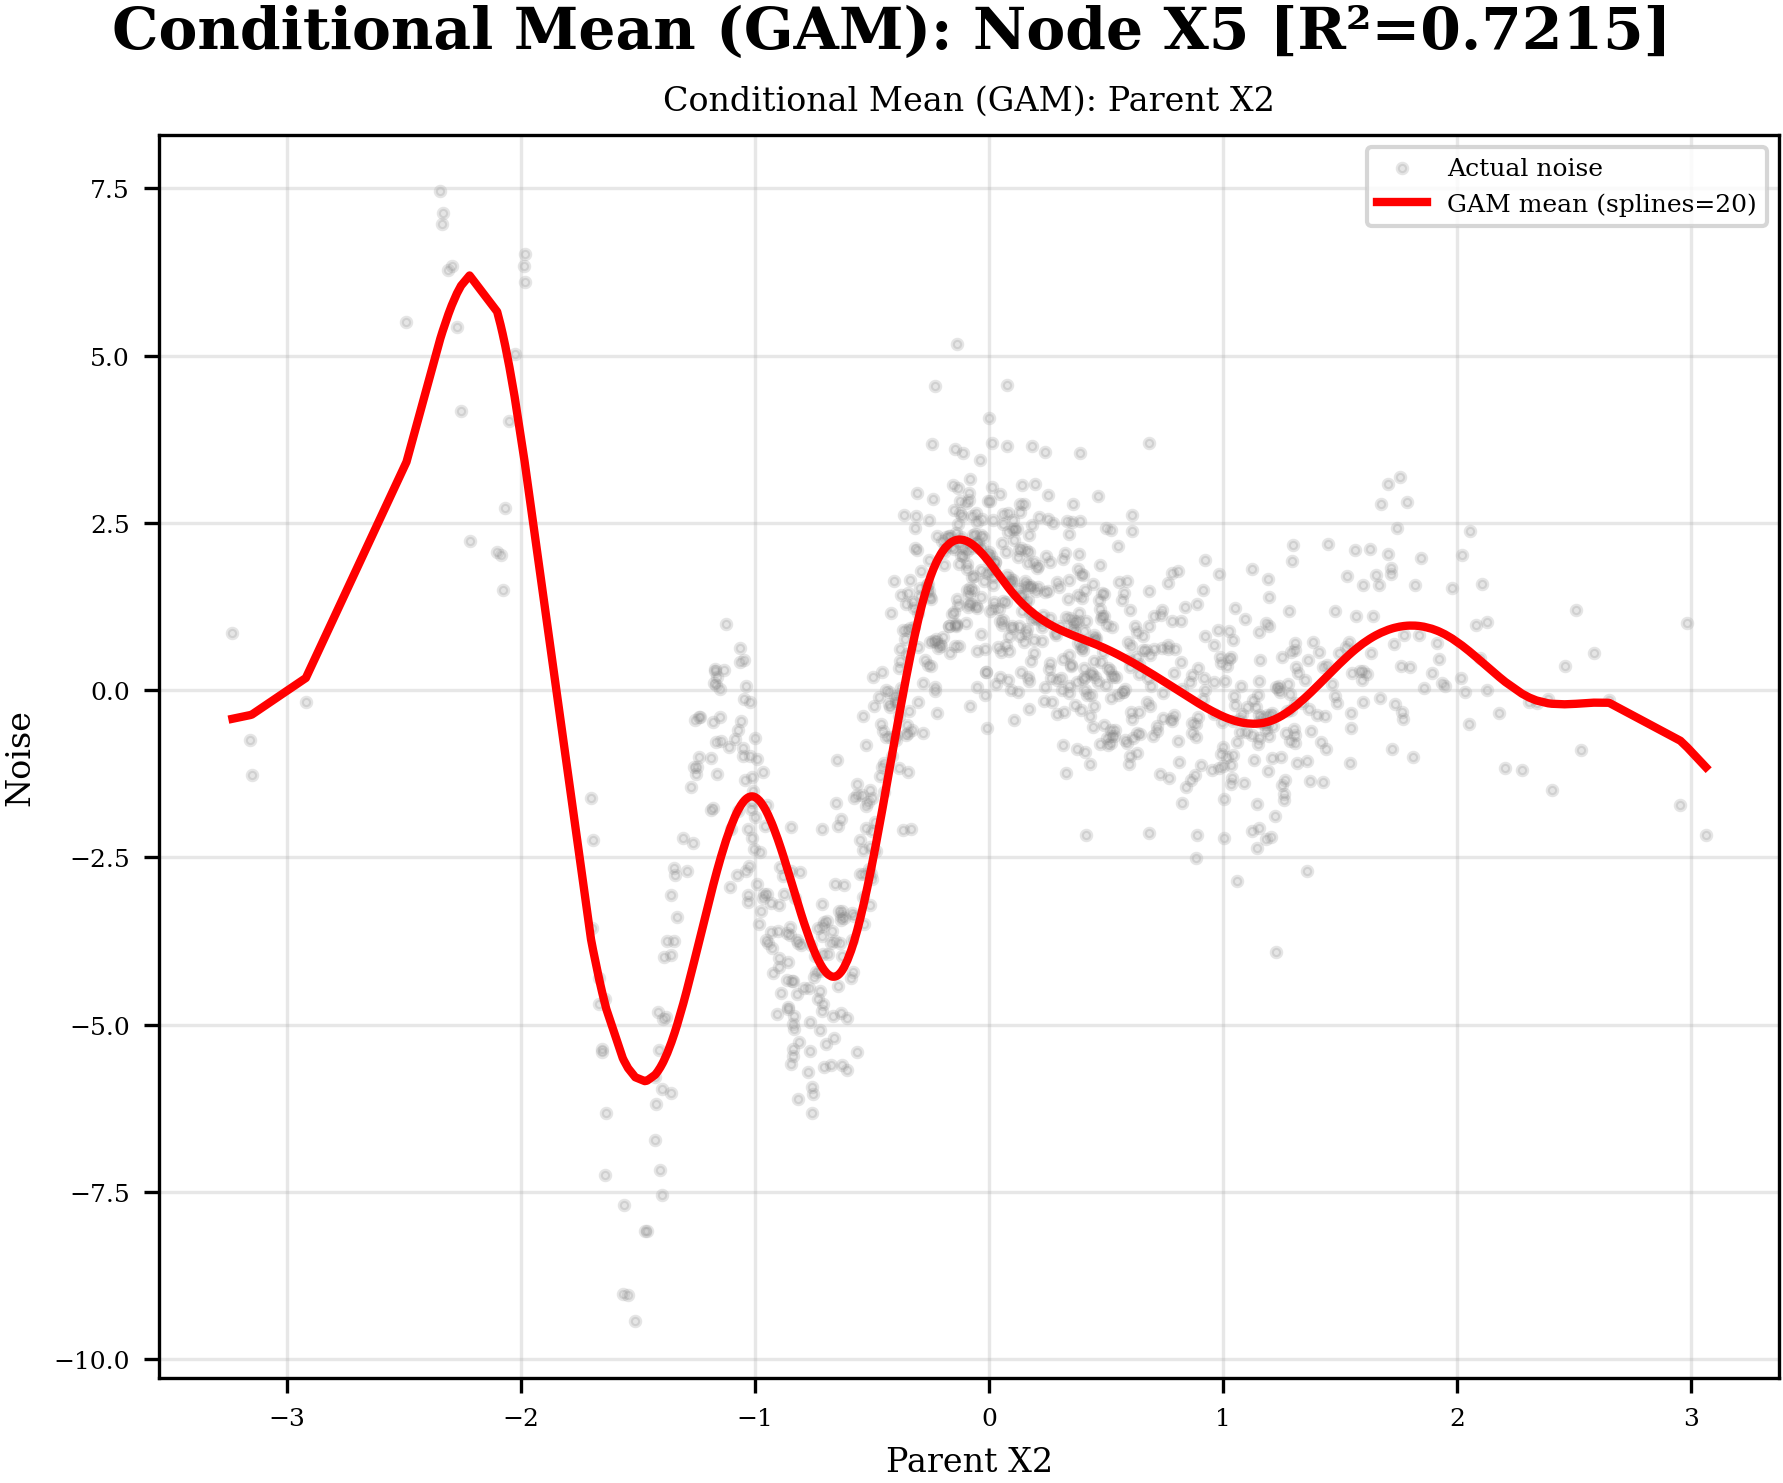 Conditional Mean (GAM): Node X5 [R²=0.7215]
Conditional Mean (GAM): Parent X2
Actual noise
GAM mean (splines=20)
7.5
5.0
2.5
0.0
−2.5
−5.0
−7.5
−10.0
Noise
−3 −2 −1 0 1 2 3
Parent X2